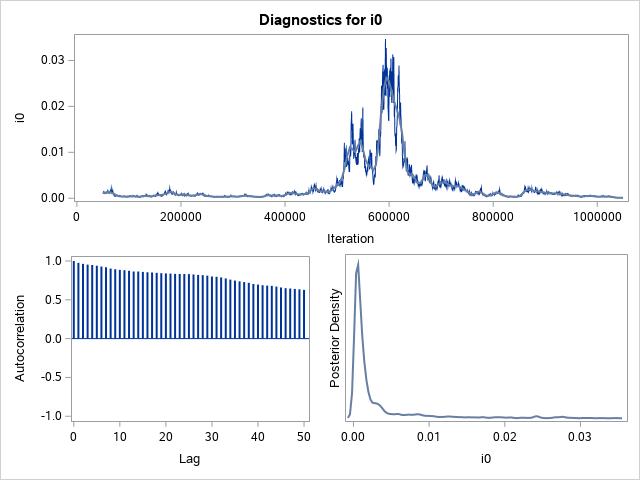 Diagnostics for i0
i0
0.03
0.02
0.01
0.00
0 200000 400000 600000 800000 1000000
Iteration
Autocorrelation
1.0
0.5
0.0
-0.5
-1.0
0 10 20 30 40 50
Lag
Posterior Density
0.00 0.01 0.02 0.03
i0